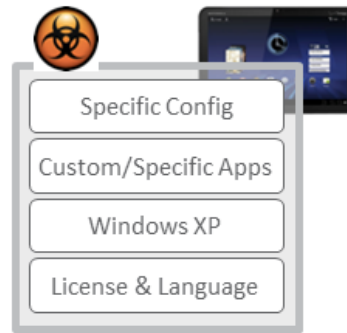 Specific Config
Custom/Specific Apps
Windows XP
License & Language